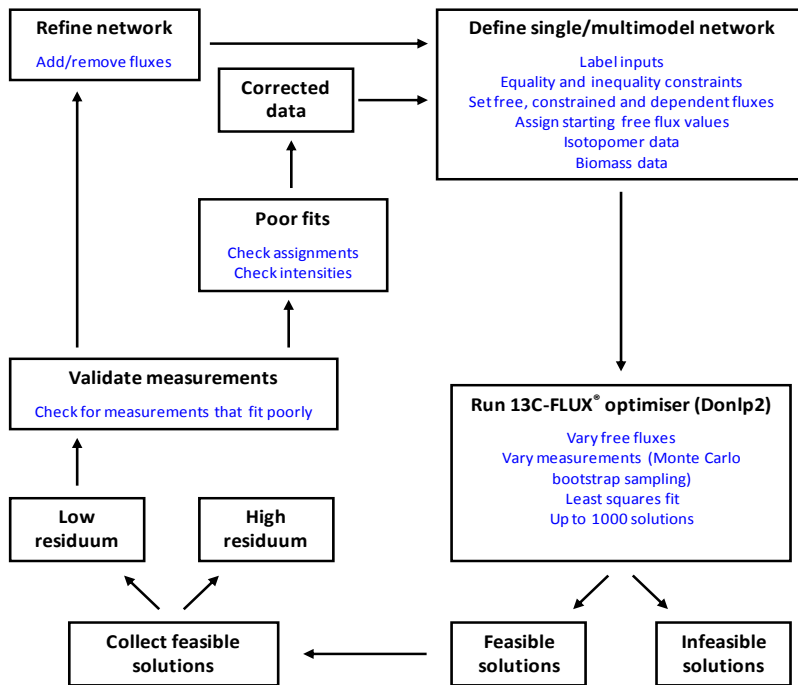 Refine network
Add/remove fluxes
Define single/multimodel network
Label inputs
Equality and inequality constraints
Set free, constrained and dependent fluxes
Assign starting free flux values
Isotopomer data
Biomass data
Corrected
data
Poor fits
Check assignments
Check intensities
Validate measurements
Check for measurements that fit poorly
Run 13C-FLUX® optimiser (Donlp2)
Vary free fluxes
Vary measurements (Monte Carlo
bootstrap sampling)
Least squares fit
Up to 1000 solutions
Low
residuum
High
residuum
Collect feasible
solutions
Feasible
solutions
Infeasible
solutions